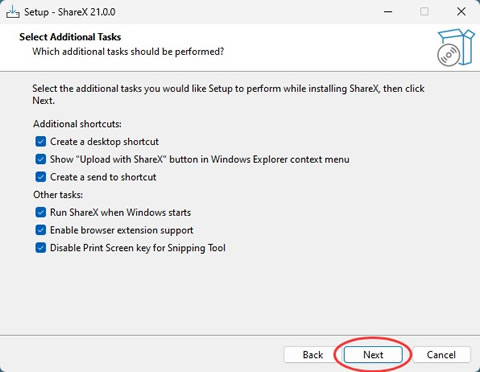 Setup - ShareX 21.0.0
Select Additional Tasks
Which additional tasks should be performed?
Select the additional tasks you would like Setup to perform while installing ShareX, then click
Next.
Additional shortcuts:
Create a desktop shortcut
Show "Upload with ShareX" button in Windows Explorer context menu
Create a send to shortcut
Other tasks:
Run ShareX when Windows starts
Enable browser extension support
Disable Print Screen key for Snipping Tool
Back Next Cancel